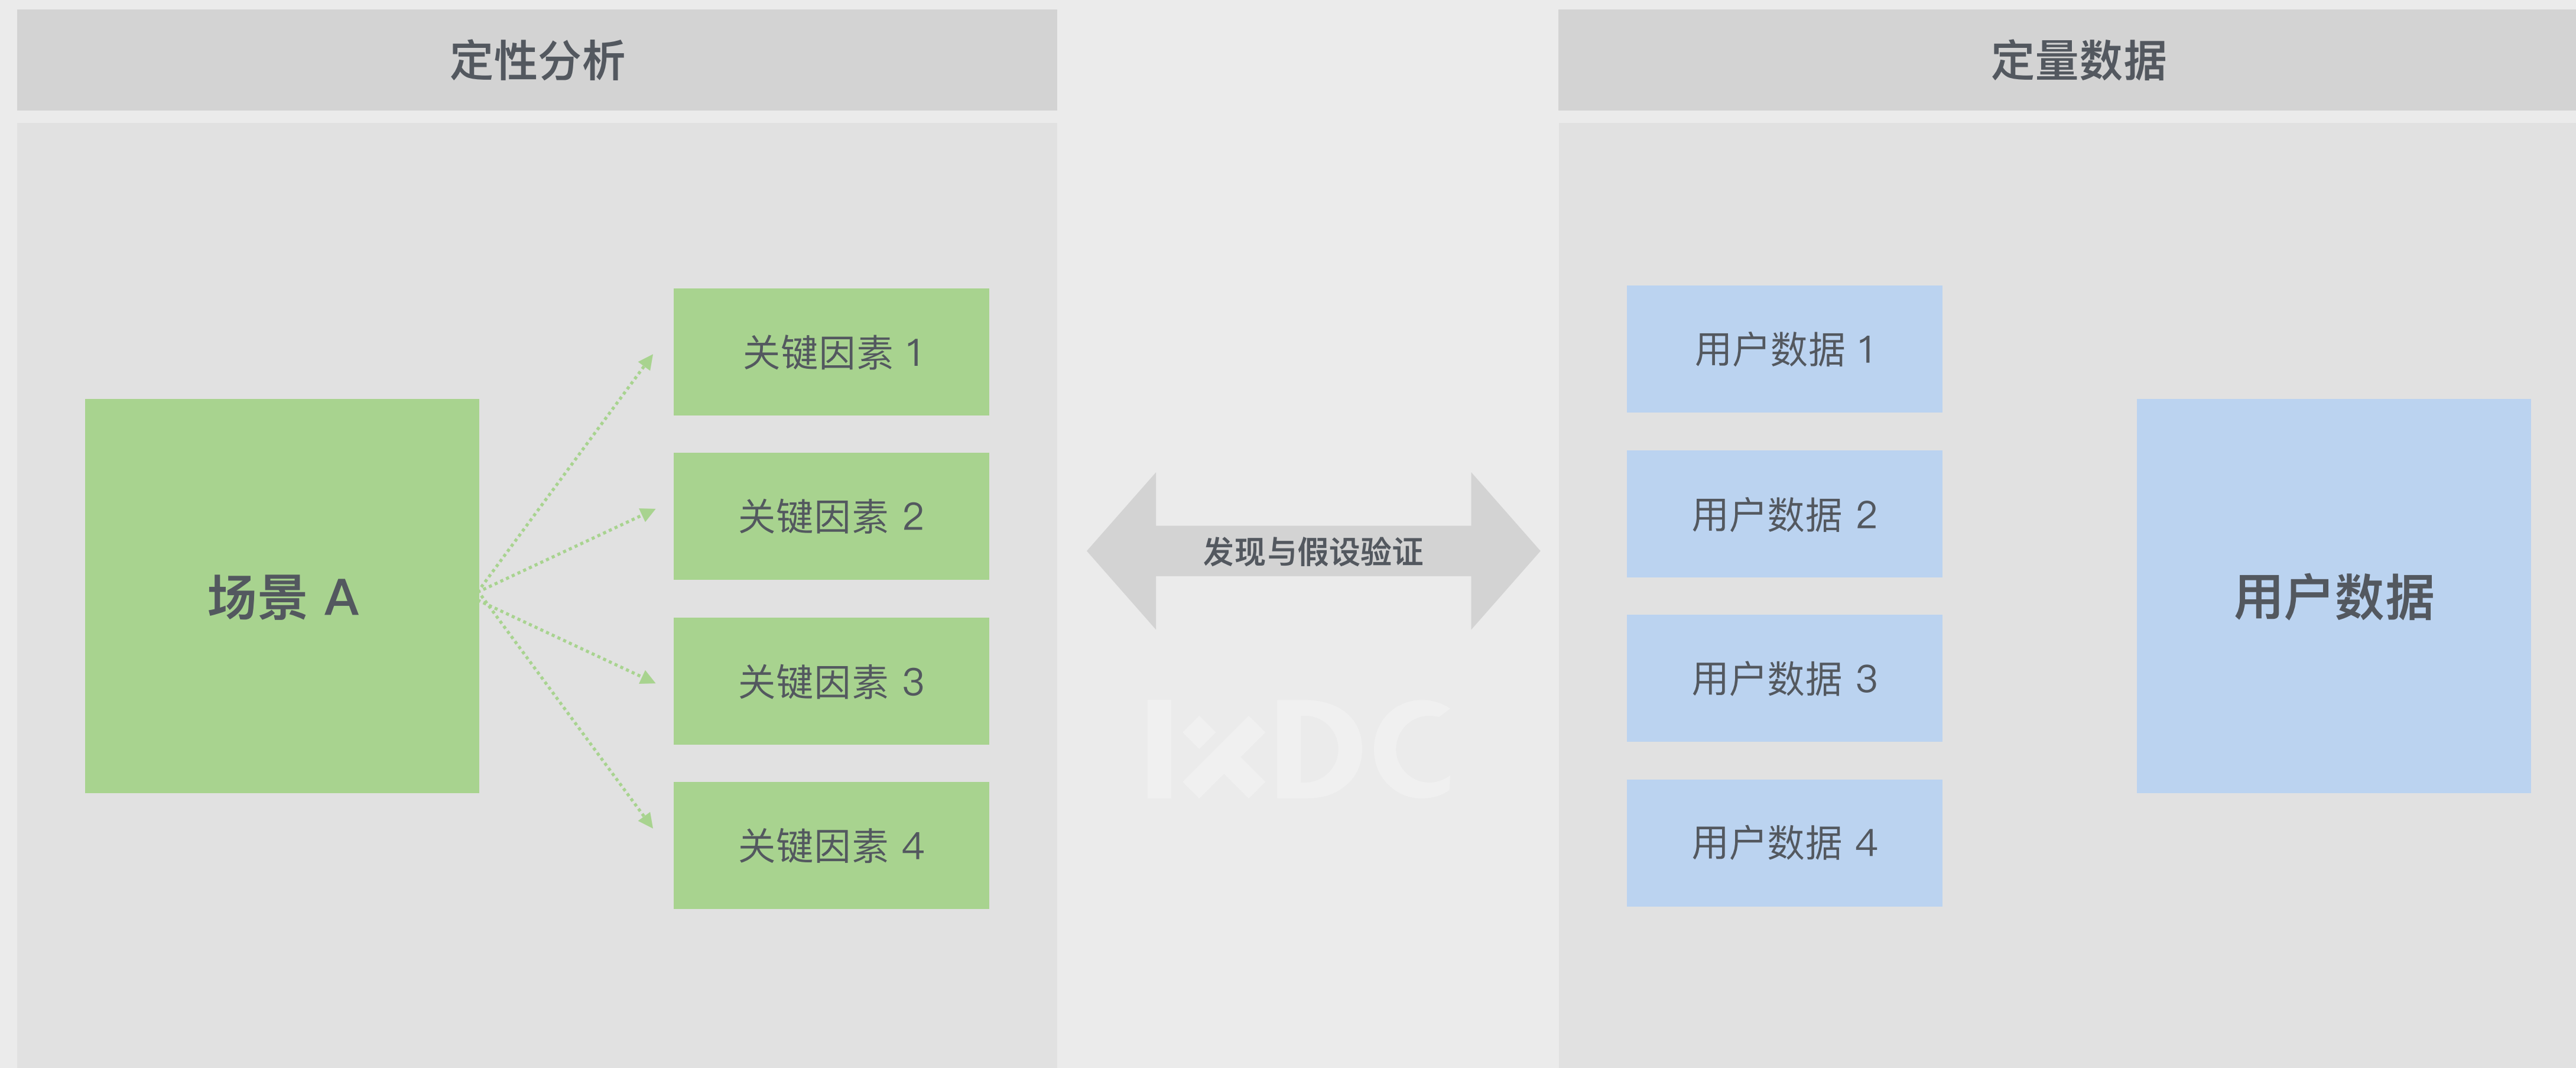 定性分析
定量数据
场景 A
关键因素 1
关键因素 2
关键因素 3
关键因素 4
发现与假设验证
IXDC
用户数据 1
用户数据 2
用户数据 3
用户数据 4
用户数据